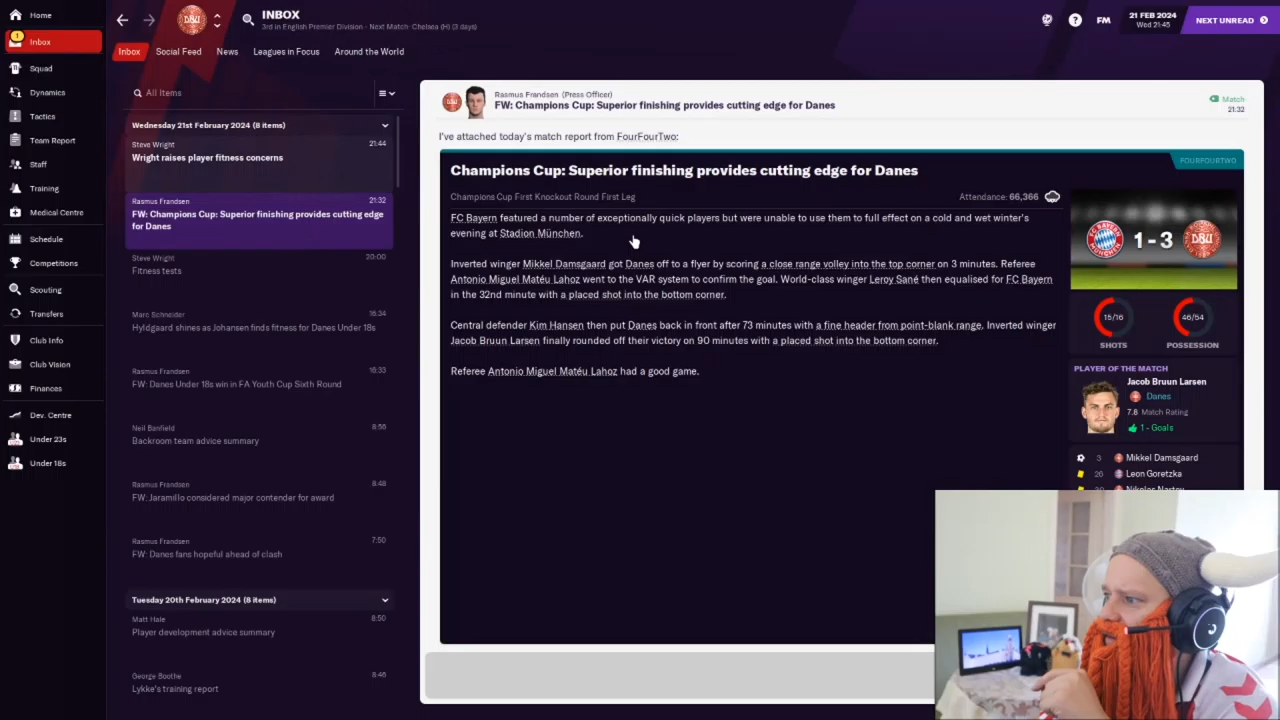 Home
INBOX
3rd in English Premier Division - Next Match: Chelsea (H) (3 days)
FM
21 FEB 2024
Wed 21:45
NEXT UNREAD
1
Inbox
Squad
Dynamics
Tactics
Team Report
Staff
Training
Medical Centre
Schedule
Competitions
Scouting
Transfers
Club Info
Club Vision
Finances
Dev. Centre
Under 23s
Under 18s
Inbox
Social Feed
News
Leagues in Focus
Around the World
All Items
Wednesday 21st February 2024 (8 items)
Steve Wright
21:44
Wright raises player fitness concerns
Rasmus Frandsen
21:32
FW: Champions Cup: Superior finishing provides cutting edge
for Danes
Steve Wright
20:00
Fitness tests
Marc Schneider
16:34
Hyldgaard shines as Johansen finds fitness for Danes Under 18s
Rasmus Frandsen
16:33
FW: Danes Under 18s win in FA Youth Cup Sixth Round
Neil Banfield
8:56
Backroom team advice summary
Rasmus Frandsen
8:48
FW: Jaramillo considered major contender for award
Rasmus Frandsen
7:50
FW: Danes fans hopeful ahead of clash
Tuesday 20th February 2024 (8 items)
Matt Hale
8:50
Player development advice summary
George Boothe
8:46
Lykke's training report
DBU
Rasmus Frandsen (Press Officer)
FW: Champions Cup: Superior finishing provides cutting edge for Danes
Match
21:32
I've attached today's match report from FourFourTwo:
FOURFOURTWO
Champions Cup: Superior finishing provides cutting edge for Danes
Champions Cup First Knockout Round First Leg
Attendance: 66,366
FC Bayern featured a number of exceptionally quick players but were unable to use them to full effect on a cold and wet winter's
evening at Stadion München.
Inverted winger Mikkel Damsgaard got Danes off to a flyer by scoring a close range volley into the top corner on 3 minutes. Referee
Antonio Miguel Matéu Lahoz went to the VAR system to confirm the goal. World-class winger Leroy Sané then equalised for FC Bayern
in the 32nd minute with a placed shot into the bottom corner.
Central defender Kim Hansen then put Danes back in front after 73 minutes with a fine header from point-blank range. Inverted winger
Jacob Bruun Larsen finally rounded off their victory on 90 minutes with a placed shot into the bottom corner.
Referee Antonio Miguel Matéu Lahoz had a good game.
1 - 3
DBU
15/16
SHOTS
46/54
POSSESSION
PLAYER OF THE MATCH
Jacob Bruun Larsen
Danes
7.8 Match Rating
1 - Goals
3 Mikkel Damsgaard
26 Leon Goretzka